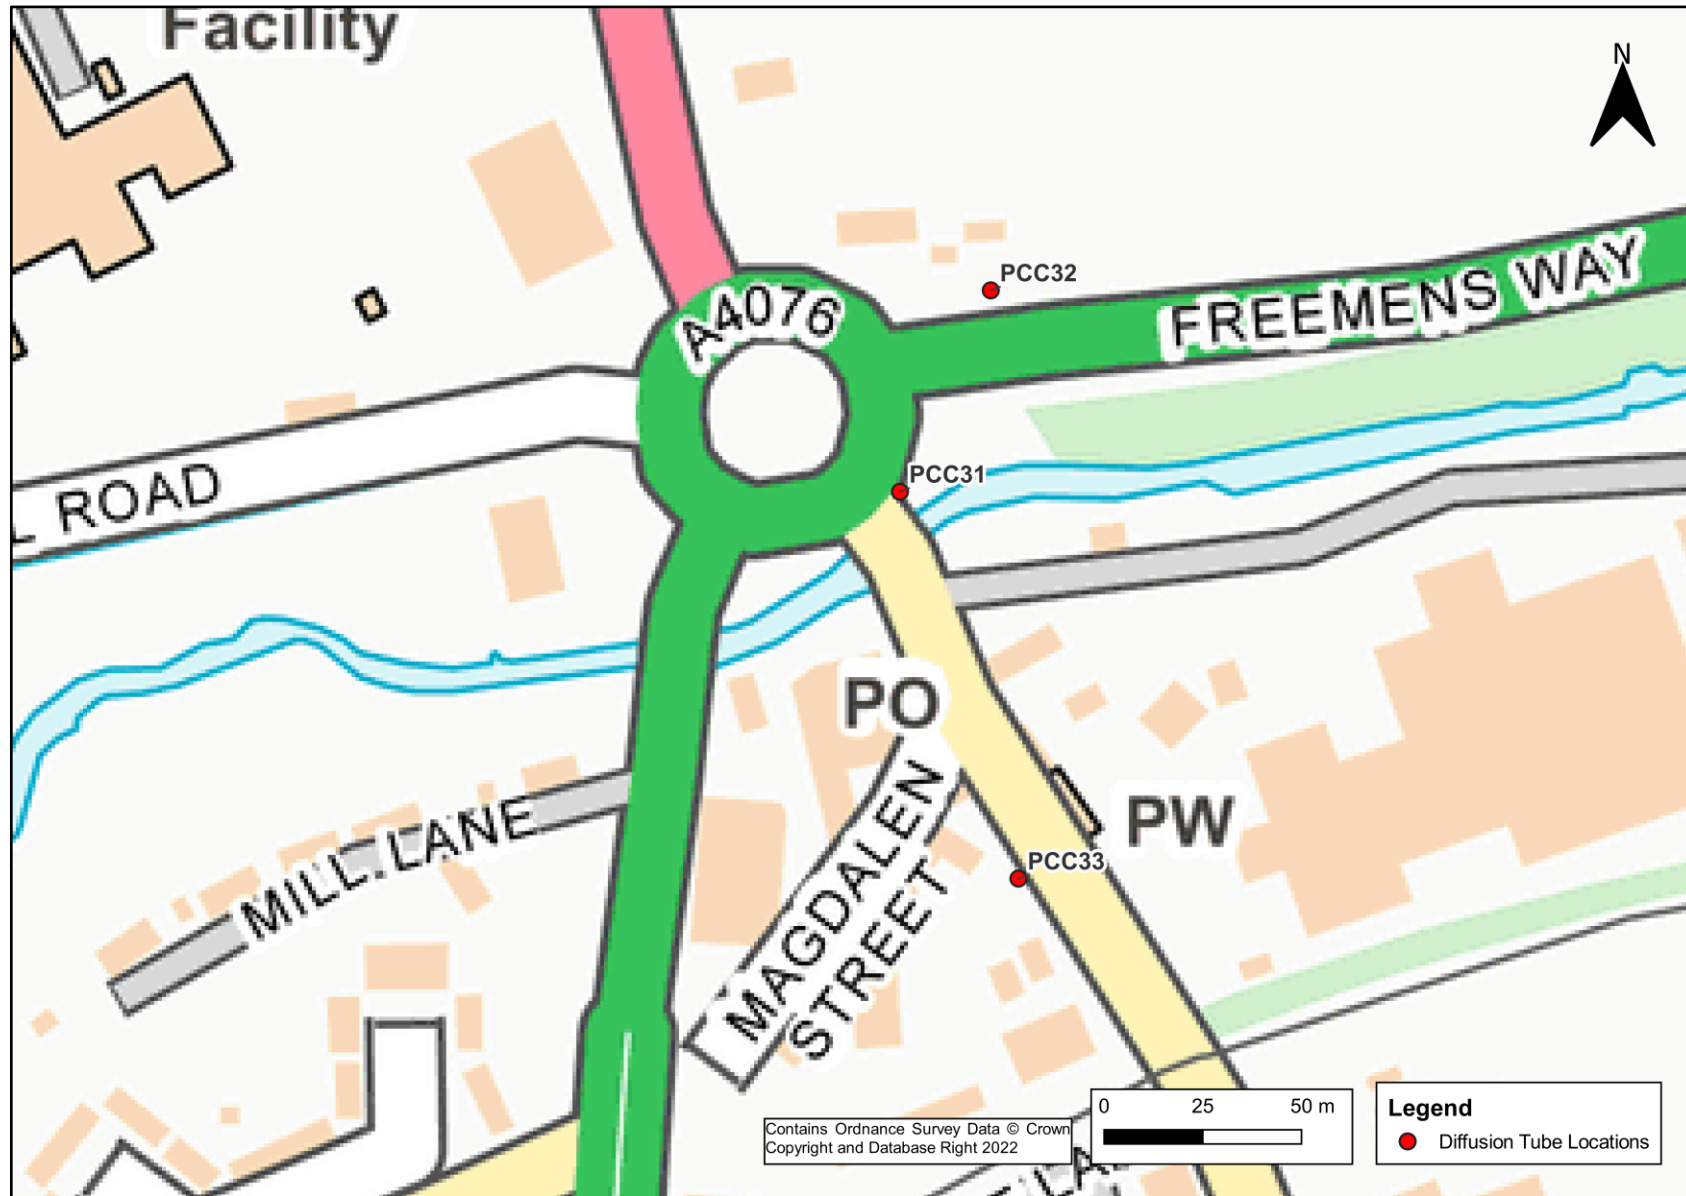 Facility
N
PCC32
A4076
FREEMENS WAY
PCC31
ROAD
PO
MILL LANE
MAGDALEN
STREET
PW
PCC33
0 25 50 m
Contains Ordnance Survey Data © Crown
Copyright and Database Right 2022
Legend
Diffusion Tube Locations